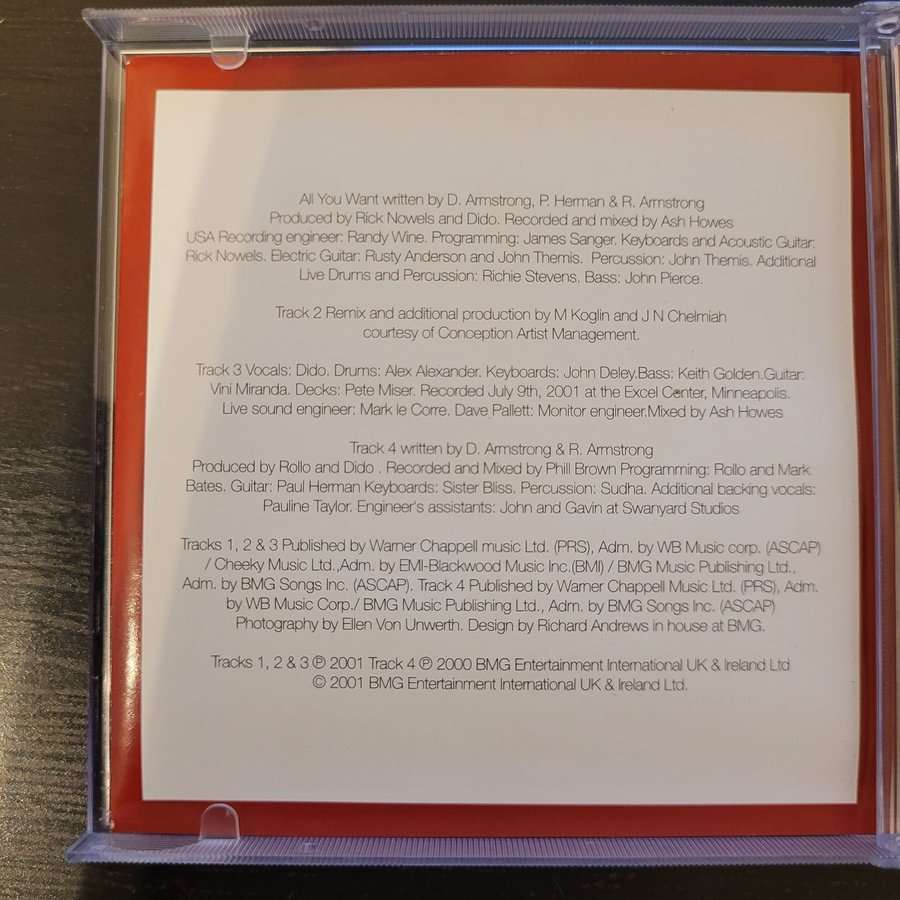 All You Want written by D. Armstrong, P. Herman & R. Armstrong
Produced by Rick Nowels and Dido. Recorded and mixed by Ash Howes
USA Recording engineer: Randy Wine. Programming: James Sanger. Keyboards and Acoustic Guitar:
Rick Nowels. Electric Guitar: Rusty Anderson and John Themis. Percussion: John Themis. Additional
Live Drums and Percussion: Richie Stevens. Bass: John Pierce.
Track 2 Remix and additional production by M Koglin and J N Chelmiah
courtesy of Conception Artist Management.
Track 3 Vocals: Dido. Drums: Alex Alexander. Keyboards: John Deley.Bass: Keith Golden.Guitar:
Vini Miranda. Decks: Pete Miser. Recorded July 9th, 2001 at the Excel Center, Minneapolis.
Live sound engineer: Mark le Corre. Dave Pallett: Monitor engineer.Mixed by Ash Howes
Track 4 written by D. Armstrong & R. Armstrong
Produced by Rollo and Dido . Recorded and Mixed by Phill Brown Programming: Rollo and Mark
Bates. Guitar: Paul Herman Keyboards: Sister Bliss. Percussion: Sudha. Additional backing vocals:
Pauline Taylor. Engineer's assistants: John and Gavin at Swanyard Studios
Tracks 1, 2 & 3 Published by Warner Chappell music Ltd. (PRS), Adm. by WB Music corp. (ASCAP)
/ Cheeky Music Ltd.,Adm. by EMI-Blackwood Music Inc.(BMI) / BMG Music Publishing Ltd.,
Adm. by BMG Songs Inc. (ASCAP). Track 4 Published by Warner Chappell Music Ltd. (PRS), Adm.
by WB Music Corp./ BMG Music Publishing Ltd., Adm. by BMG Songs Inc. (ASCAP)
Photography by Ellen Von Unwerth. Design by Richard Andrews in house at BMG.
Tracks 1, 2 & 3 ℗ 2001 Track 4 ℗ 2000 BMG Entertainment International UK & Ireland Ltd
© 2001 BMG Entertainment International UK & Ireland Ltd.